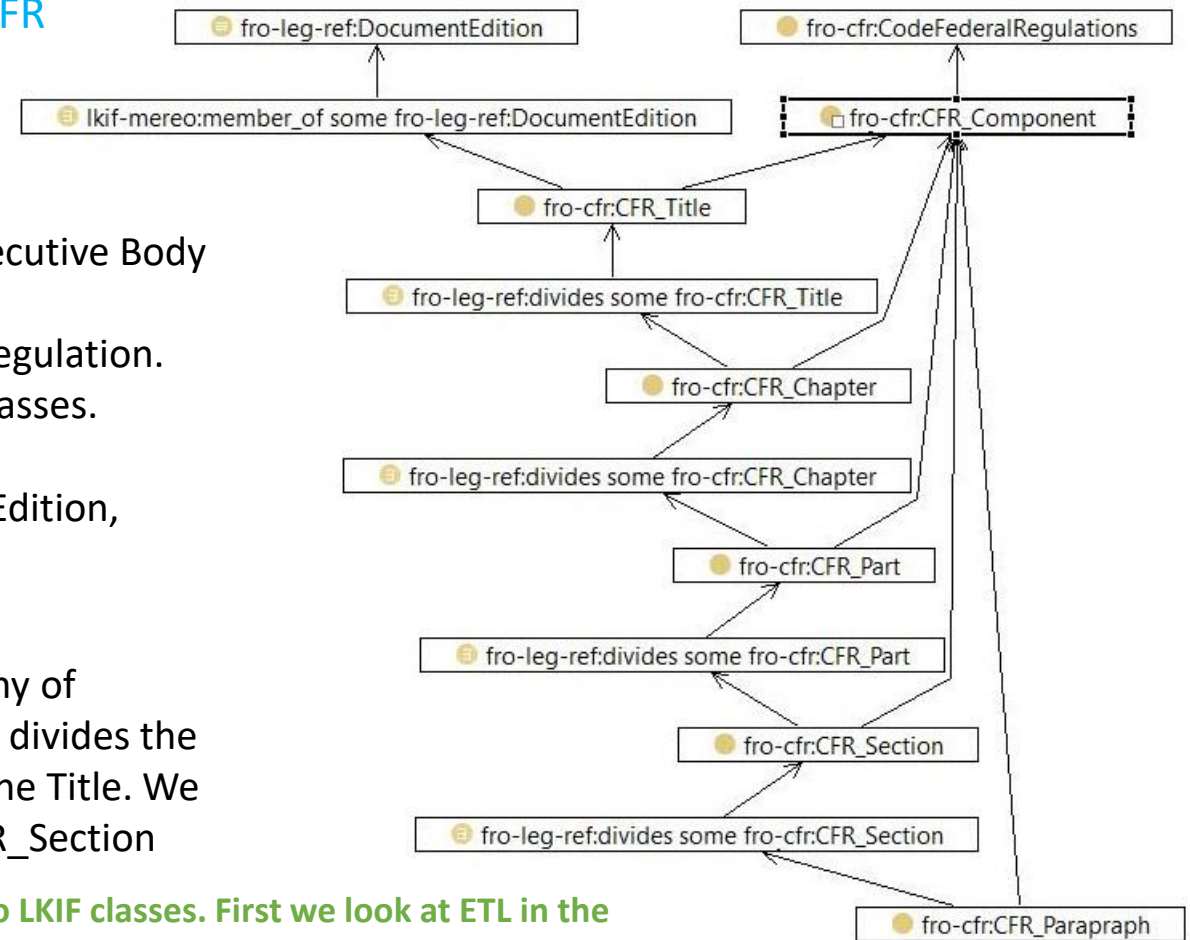 FR
ecutive Body
egulation.
asses.
Edition,
ny of
divides the
he Title. We
R_Section
o LKIF classes. First we look at ETL in the
fro-leg-ref:DocumentEdition
fro-cfr:CodeFederalRegulations
lkif-mereo:member_of some fro-leg-ref:DocumentEdition
fro-cfr:CFR_Component
fro-cfr:CFR_Title
fro-leg-ref:divides some fro-cfr:CFR_Title
fro-cfr:CFR_Chapter
fro-leg-ref:divides some fro-cfr:CFR_Chapter
fro-cfr:CFR_Part
fro-leg-ref:divides some fro-cfr:CFR_Part
fro-cfr:CFR_Section
fro-leg-ref:divides some fro-cfr:CFR_Section
fro-cfr:CFR_Parapraph